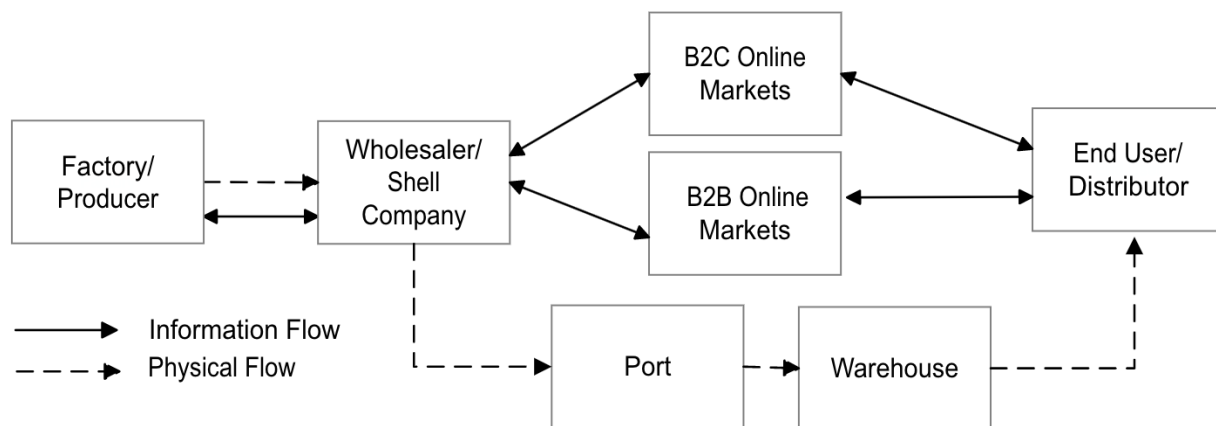 Factory/
Producer
Wholesaler/
Shell
Company
B2C Online
Markets
B2B Online
Markets
End User/
Distributor
Port
Warehouse
Information Flow
Physical Flow